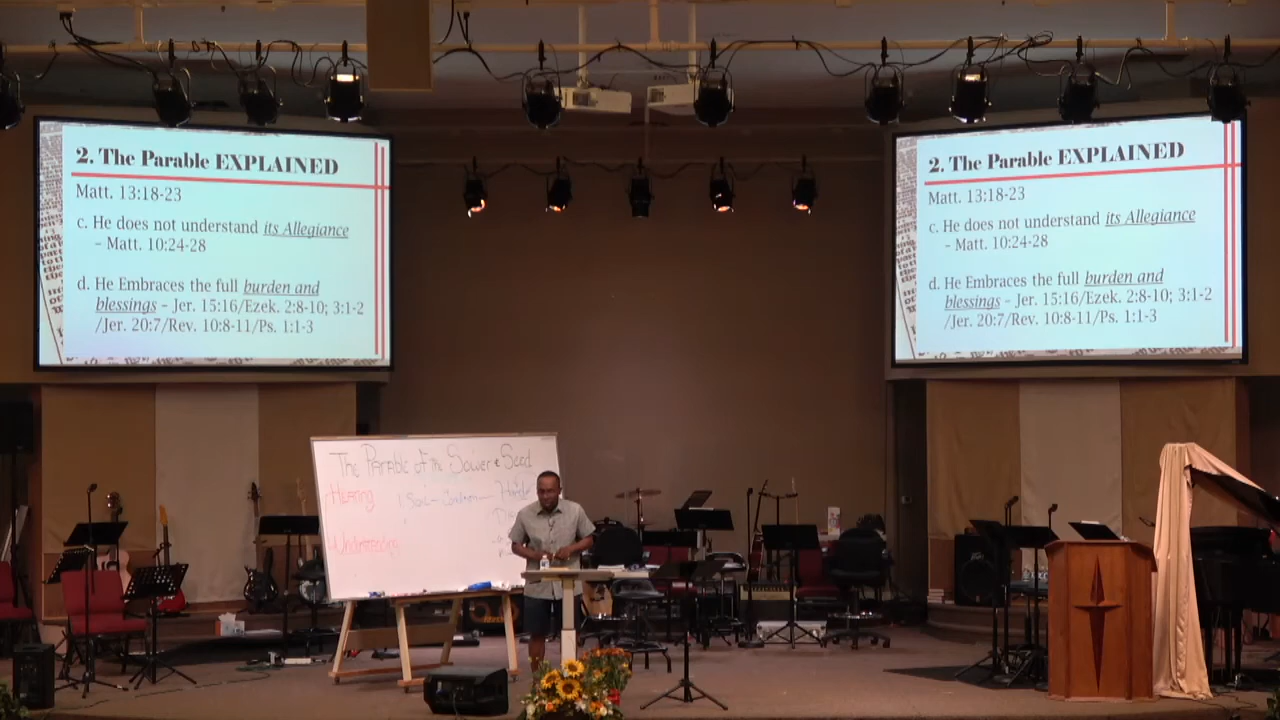 2. The Parable EXPLAINED
Matt. 13:18-23
c. He does not understand its Allegiance
– Matt. 10:24-28
d. He Embraces the full burden and
blessings – Jer. 15:16/Ezek. 2:8-10; 3:1-2
/Jer. 20:7/Rev. 10:8-11/Ps. 1:1-3
2. The Parable EXPLAINED
Matt. 13:18-23
c. He does not understand its Allegiance
– Matt. 10:24-28
d. He Embraces the full burden and
blessings – Jer. 15:16/Ezek. 2:8-10; 3:1-2
/Jer. 20:7/Rev. 10:8-11/Ps. 1:1-3
The Parable of the Sower & Seed
Hearing
Understanding